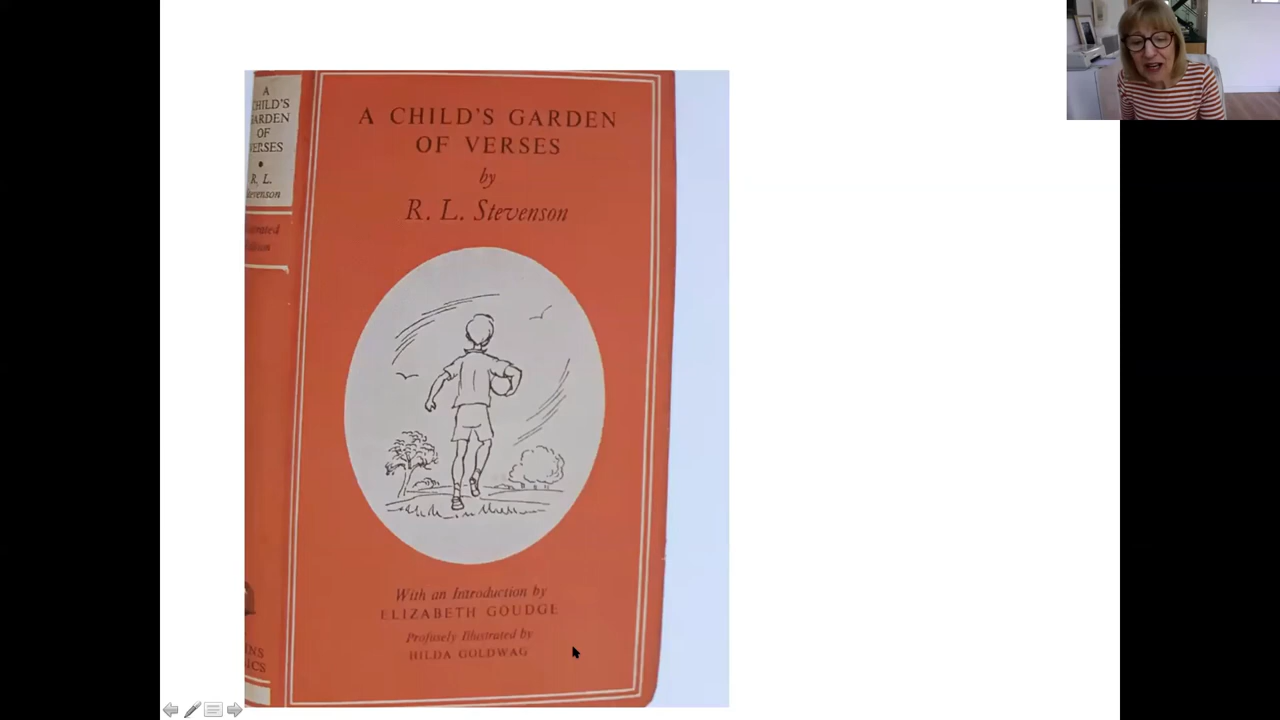 A
CHILD'S
GARDEN
OF
VERSES
R. L.
Stevenson
A CHILD'S GARDEN
OF VERSES
by
R. L. Stevenson
With an Introduction by
ELIZABETH GOUDGE
Profusely Illustrated by
HILDA GOLDWAG